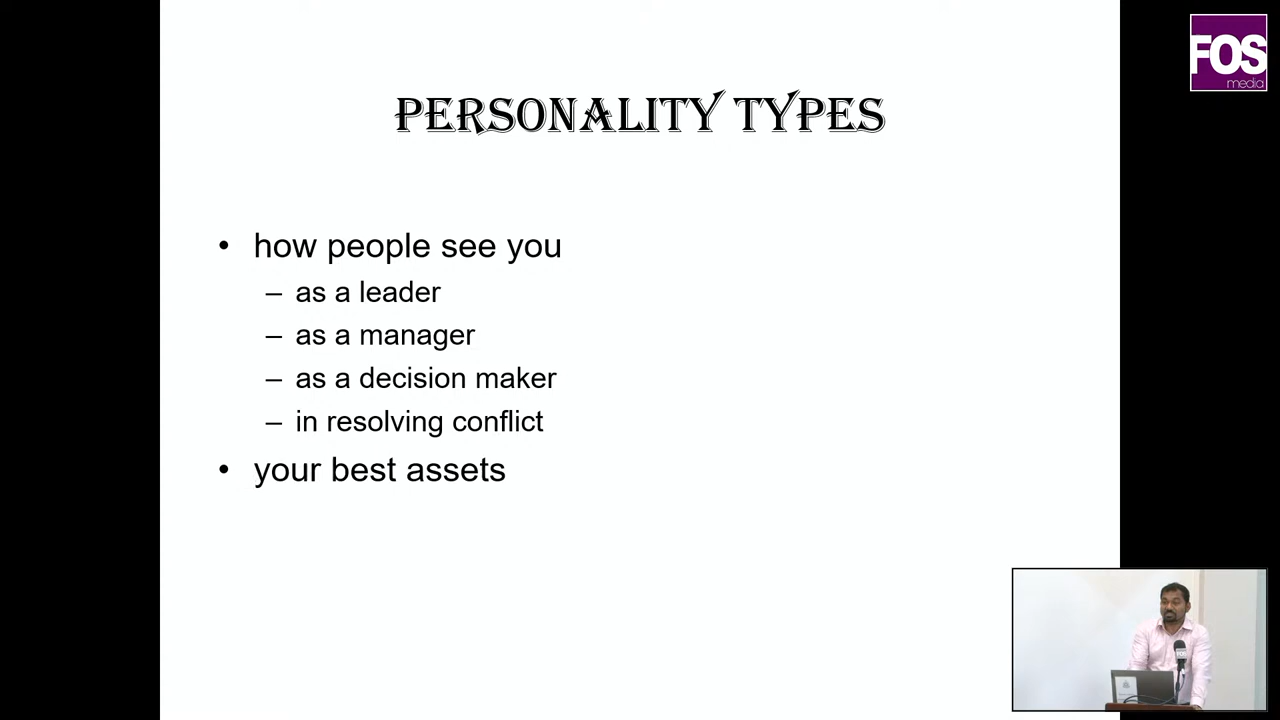 FOS
media
PERSONALITY TYPES
• how people see you
– as a leader
– as a manager
– as a decision maker
– in resolving conflict
• your best assets
FOS